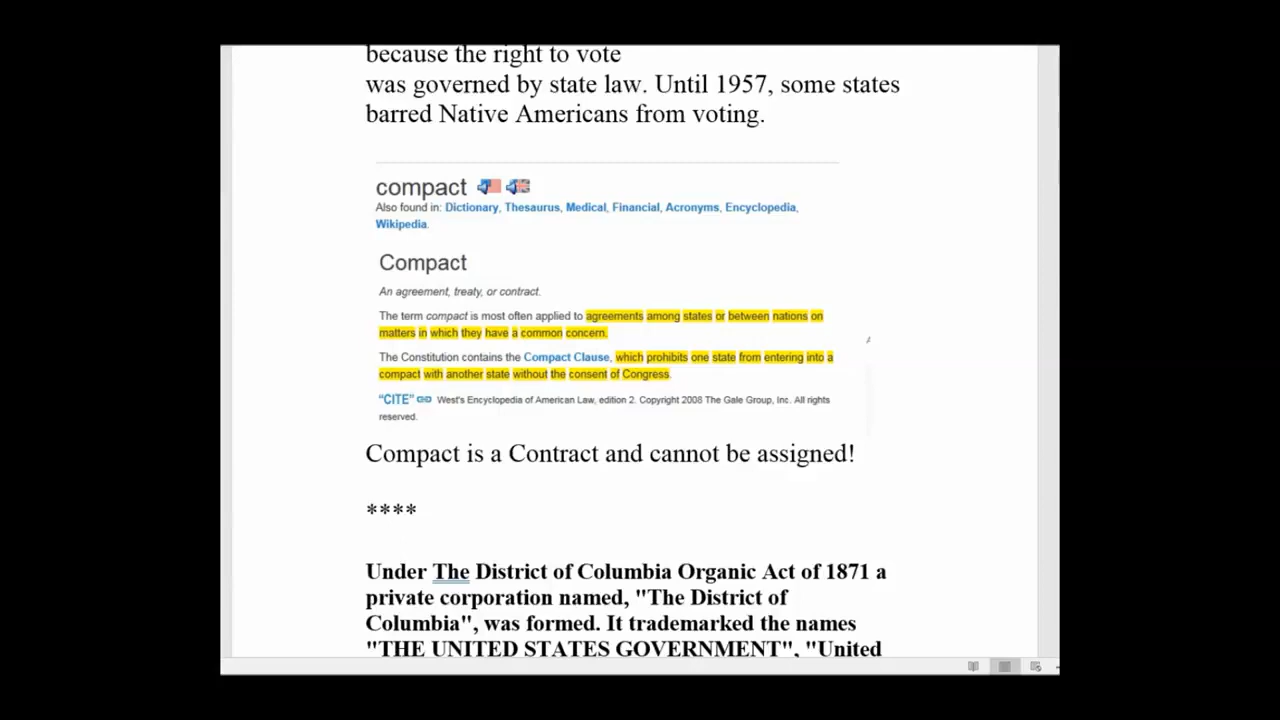 because the right to vote
was governed by state law. Until 1957, some states
barred Native Americans from voting.
compact
Also found in: Dictionary, Thesaurus, Medical, Financial, Acronyms, Encyclopedia,
Wikipedia.
Compact
An agreement, treaty, or contract.
The term compact is most often applied to agreements among states or between nations on
matters in which they have a common concern.
The Constitution contains the Compact Clause, which prohibits one state from entering into a
compact with another state without the consent of Congress.
"CITE" West's Encyclopedia of American Law, edition 2. Copyright 2008 The Gale Group, Inc. All rights
reserved.
Compact is a Contract and cannot be assigned!
****
Under The District of Columbia Organic Act of 1871 a
private corporation named, "The District of
Columbia", was formed. It trademarked the names
"THE UNITED STATES GOVERNMENT", "United